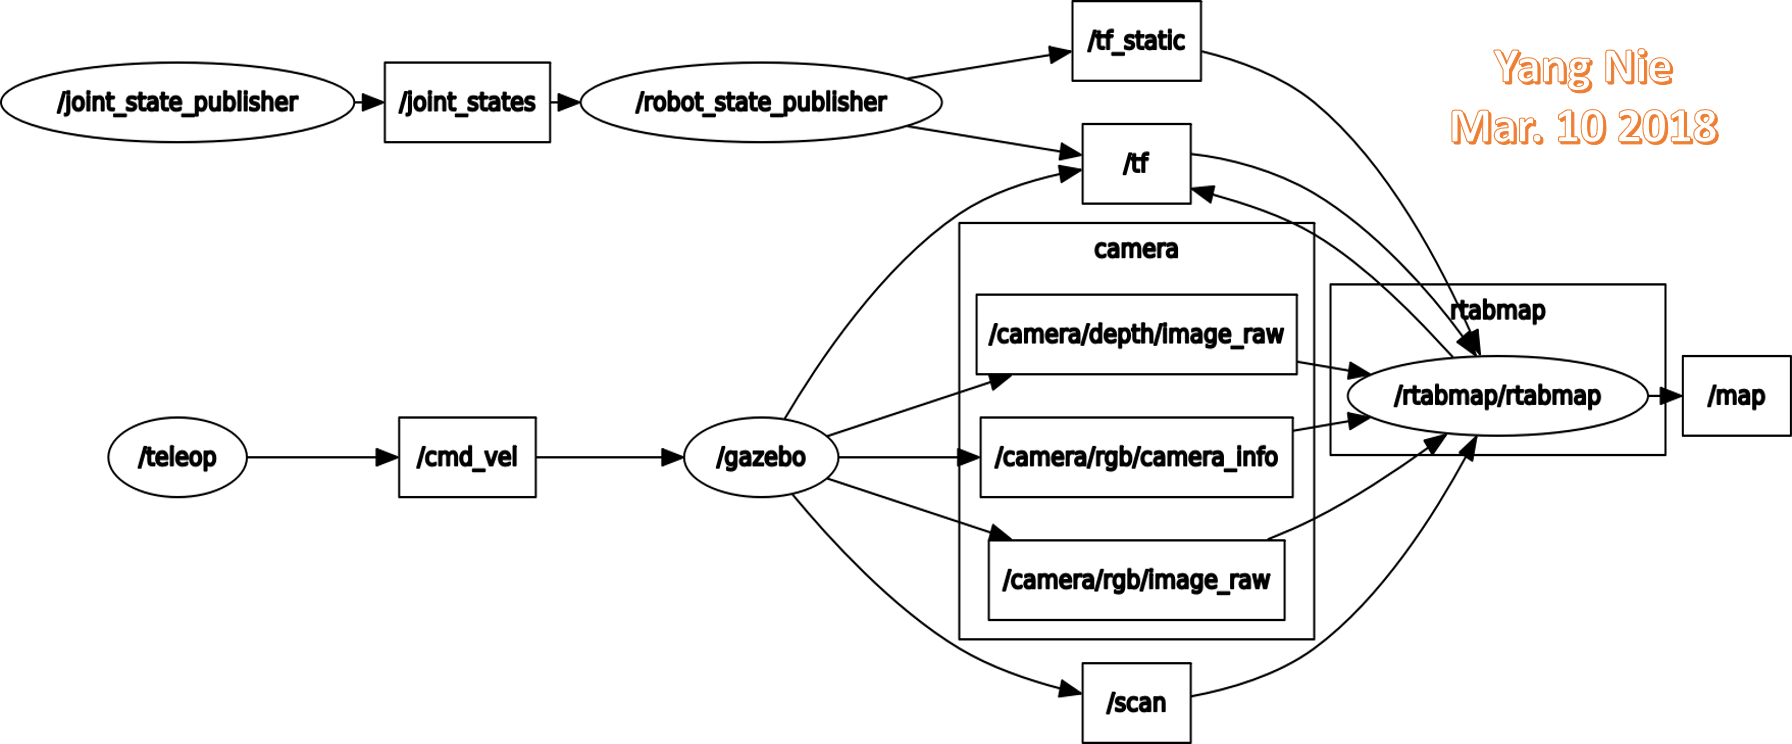 /tf_static
Yang Nie
/joint_state_publisher
/joint_states
/robot_state_publisher
Mar. 10 2018
/tf
camera
rtabmap
/camera/depth/image_raw
/rtabmap/rtabmap
/map
/teleop
/cmd_vel
/gazebo
/camera/rgb/camera_info
/camera/rgb/image_raw
/scan